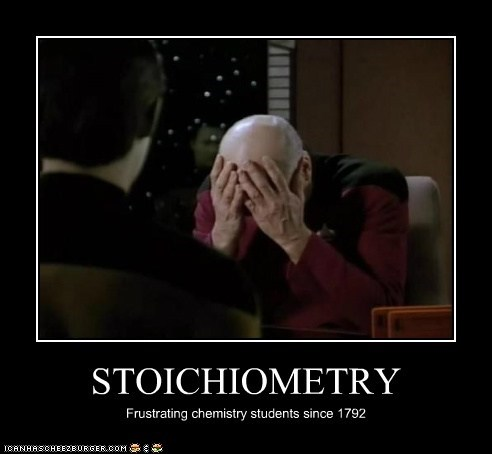 STOICHIOMETRY
Frustrating chemistry students since 1792
ICANHASCHEEZBURGER.COM